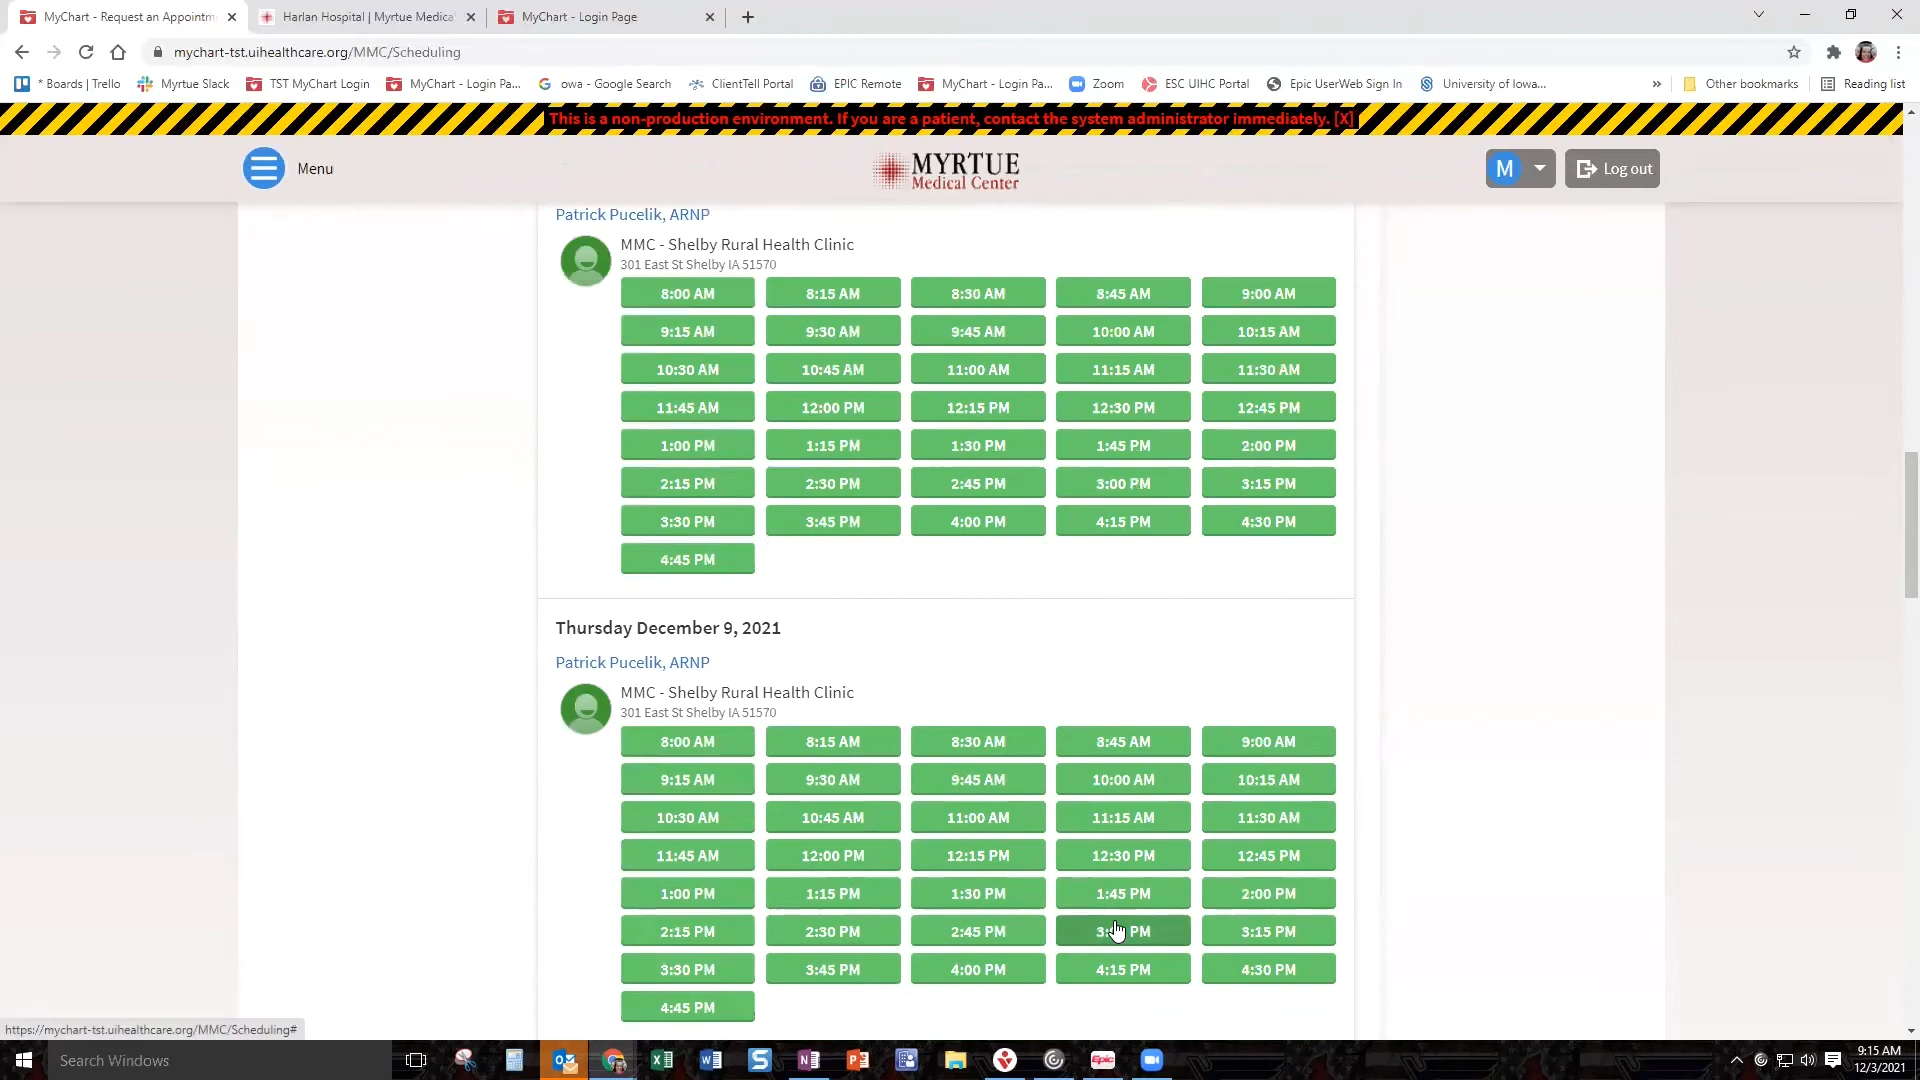 MyChart - Request an Appointm
Harlan Hospital | Myrtue Medica
MyChart - Login Page
mychart-tst.uihealthcare.org/MMC/Scheduling
* Boards | Trello
Myrtue Slack
TST MyChart Login
MyChart - Login Pa...
owa - Google Search
ClientTell Portal
EPIC Remote
MyChart - Login Pa...
Zoom
ESC UIHC Portal
Epic UserWeb Sign In
University of Iowa...
»
Other bookmarks
Reading list
This is a non-production environment. If you are a patient, contact the system administrator immediately. [X]
Menu
MYRTUE
Medical Center
M
Log out
Patrick Pucelik, ARNP
MMC - Shelby Rural Health Clinic
301 East St Shelby IA 51570
8:00 AM 8:15 AM 8:30 AM 8:45 AM 9:00 AM
9:15 AM 9:30 AM 9:45 AM 10:00 AM 10:15 AM
10:30 AM 10:45 AM 11:00 AM 11:15 AM 11:30 AM
11:45 AM 12:00 PM 12:15 PM 12:30 PM 12:45 PM
1:00 PM 1:15 PM 1:30 PM 1:45 PM 2:00 PM
2:15 PM 2:30 PM 2:45 PM 3:00 PM 3:15 PM
3:30 PM 3:45 PM 4:00 PM 4:15 PM 4:30 PM
4:45 PM
Thursday December 9, 2021
Patrick Pucelik, ARNP
MMC - Shelby Rural Health Clinic
301 East St Shelby IA 51570
8:00 AM 8:15 AM 8:30 AM 8:45 AM 9:00 AM
9:15 AM 9:30 AM 9:45 AM 10:00 AM 10:15 AM
10:30 AM 10:45 AM 11:00 AM 11:15 AM 11:30 AM
11:45 AM 12:00 PM 12:15 PM 12:30 PM 12:45 PM
1:00 PM 1:15 PM 1:30 PM 1:45 PM 2:00 PM
2:15 PM 2:30 PM 2:45 PM PM 3:15 PM
3:30 PM 3:45 PM 4:00 PM 4:15 PM 4:30 PM
4:45 PM
https://mychart-tst.uihealthcare.org/MMC/Scheduling#
Search Windows
Epic
9:15 AM
12/3/2021